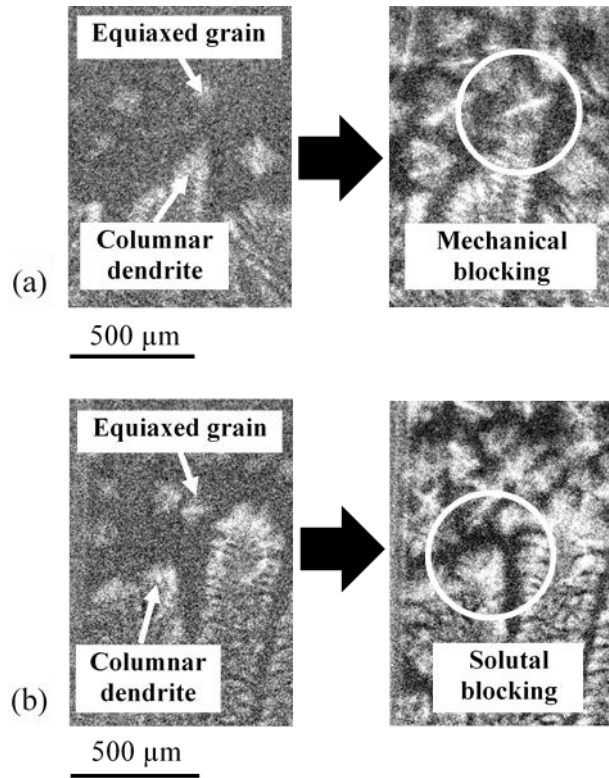 Equiaxed grain
Columnar
dendrite
Mechanical
blocking
(a)
500 µm
Equiaxed grain
Columnar
dendrite
Solutal
blocking
(b)
500 µm